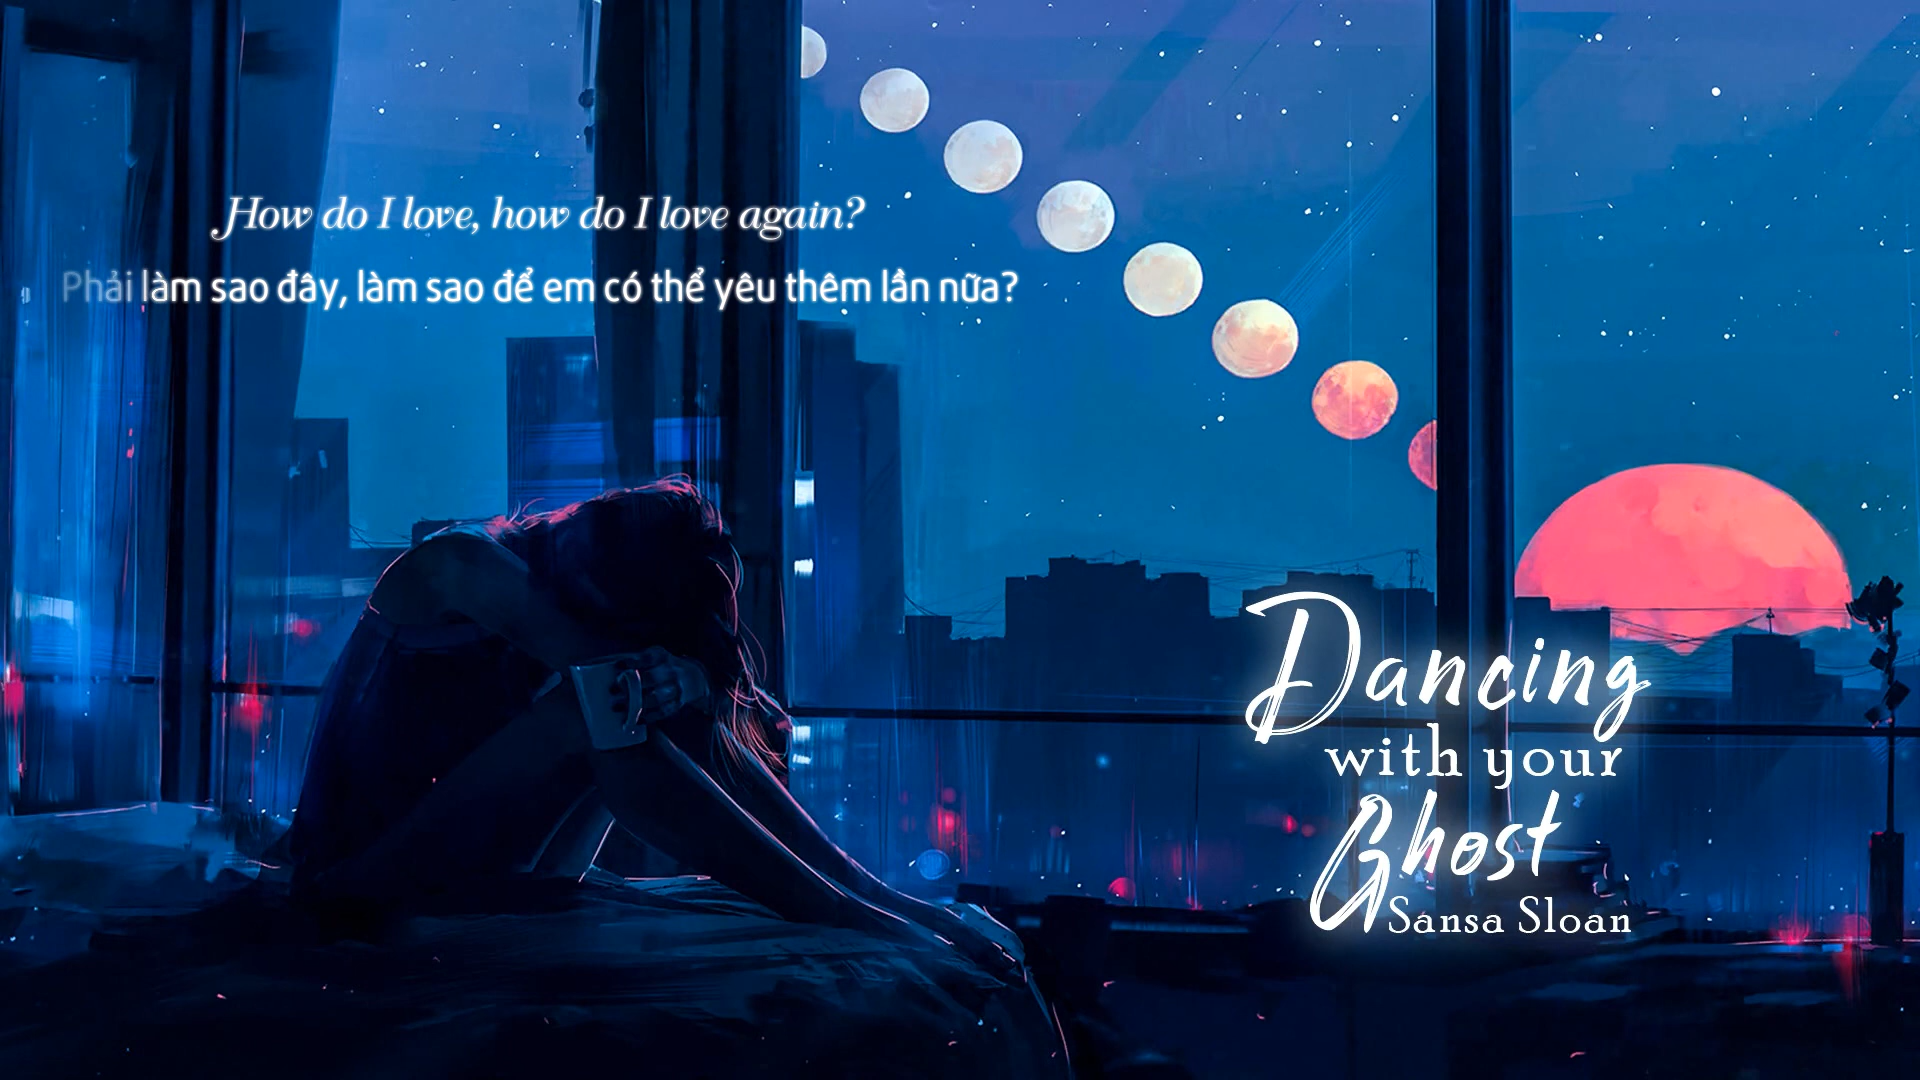 How do I love, how do I love again?
Phải làm sao đây, làm sao để em có thể yêu thêm lần nữa?
Dancing
with your
Ghost
Sansa Sloan